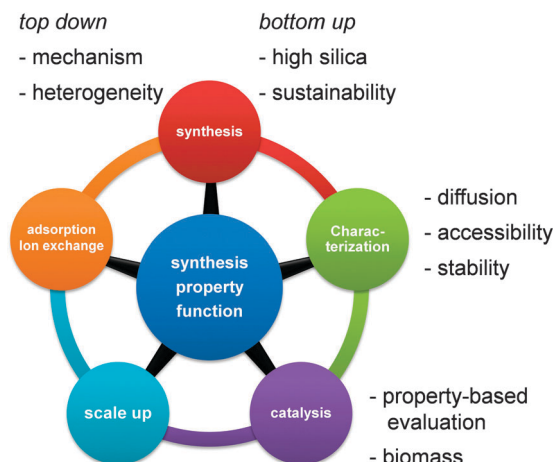 top down
- mechanism
- heterogeneity
bottom up
- high silica
- sustainability
synthesis
adsorption
Ion exchange
Charac-
terization
- diffusion
- accessibility
- stability
synthesis
property
function
scale up
catalysis
- property-based
evaluation
- biomass